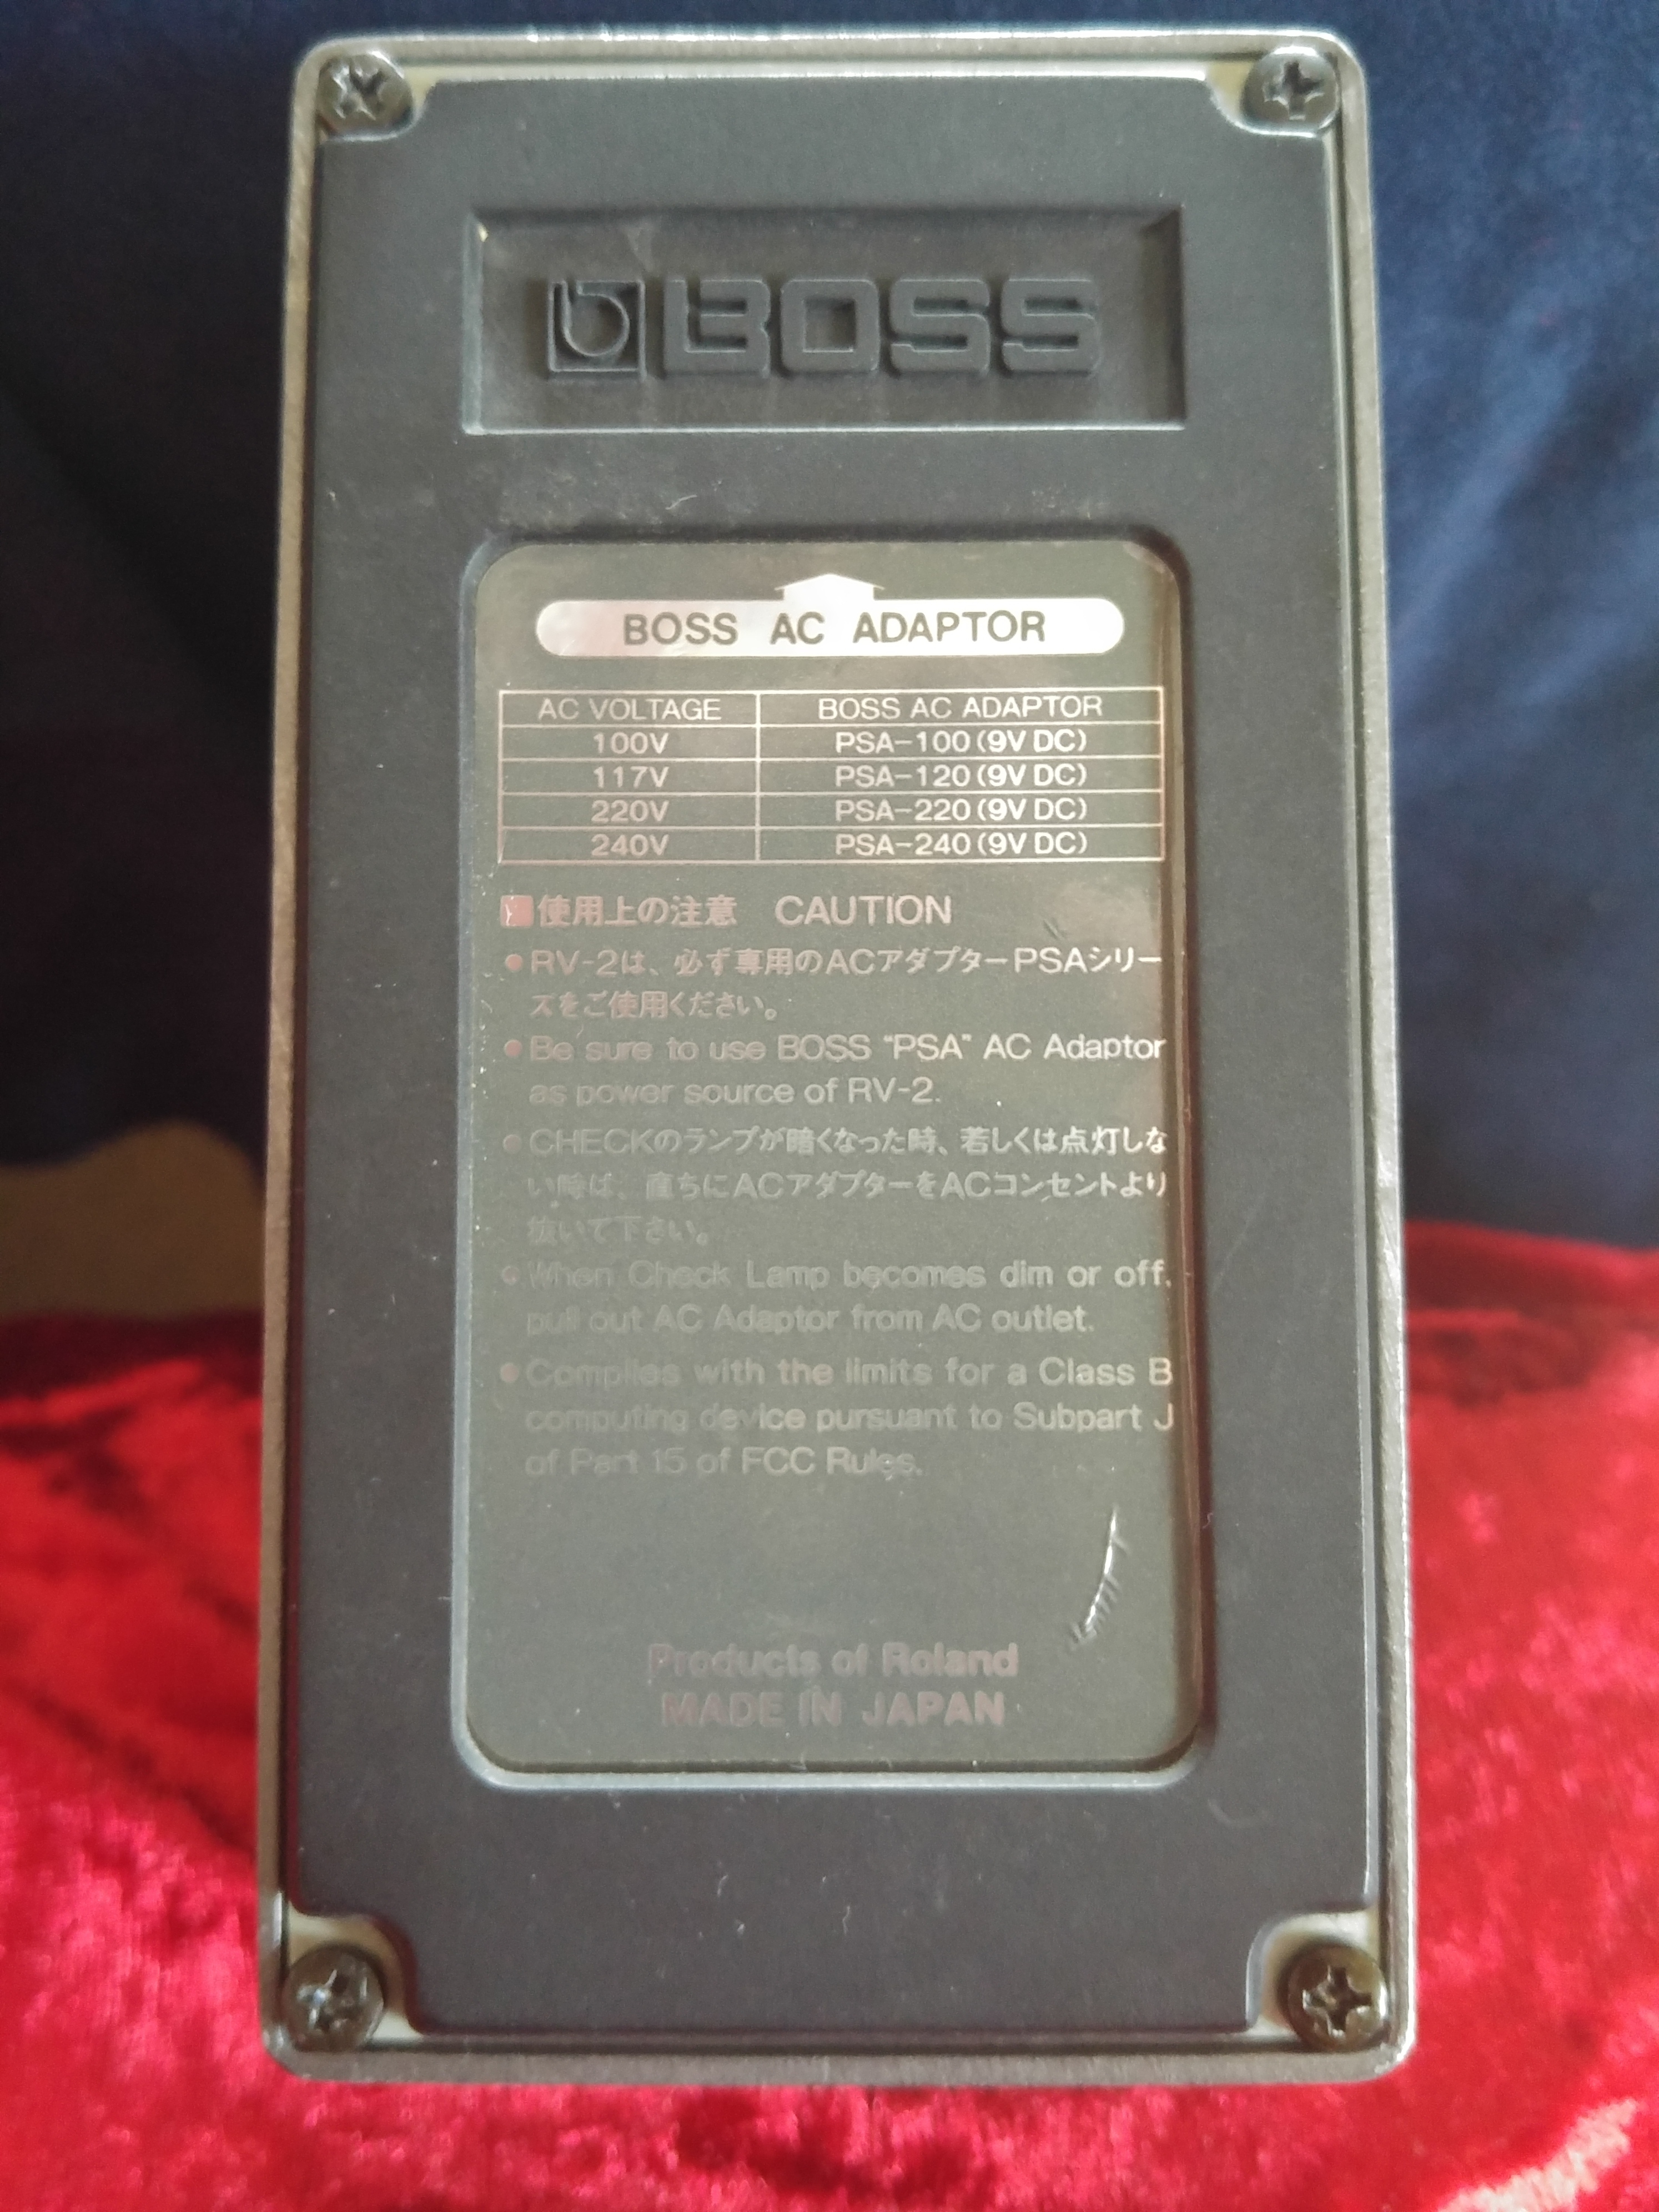 BOSS
BOSS AC ADAPTOR
AC VOLTAGE BOSS AC ADAPTOR
100V PSA-100 (9V DC)
117V PSA-120 (9V DC)
220V PSA-220 (9V DC)
240V PSA-240 (9V DC)
使用上の注意 CAUTION
●RV-2は、必ず専用のACアダプターPSAシリー
ズをご使用ください。
●Be sure to use BOSS "PSA" AC Adaptor
as power source of RV-2.
●CHECKのランプが暗くなった時、若しくは点灯しな
い時は、直ちにACアダプターをACコンセントより
抜いて下さい。
●When Check Lamp becomes dim or off,
pull out AC Adaptor from AC outlet.
●Complies with the limits for a Class B
computing device pursuant to Subpart J
of Part 15 of FCC Rules.
Products of Roland
MADE IN JAPAN